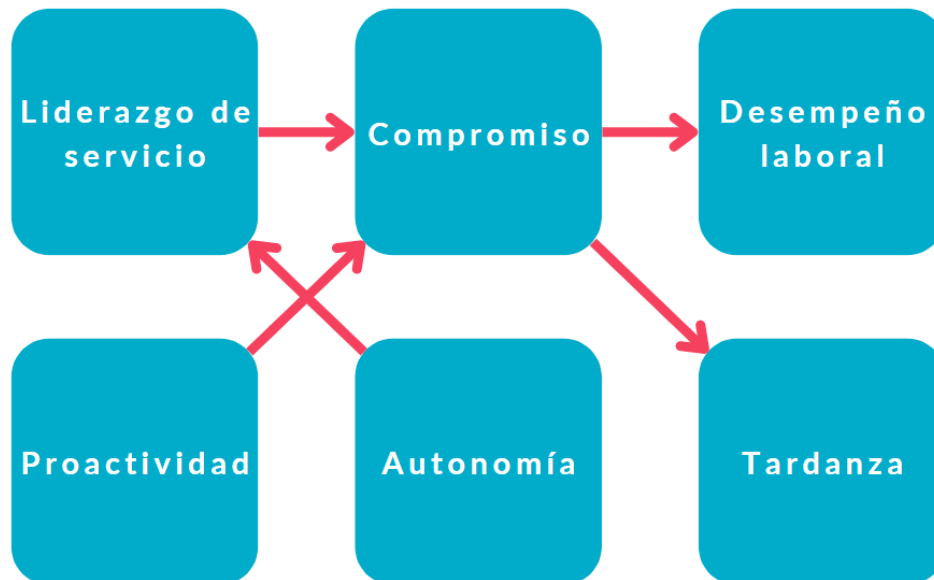 Liderazgo de
servicio
Compromiso
Desempeño
laboral
Proactividad
Autonomía
Tardanza